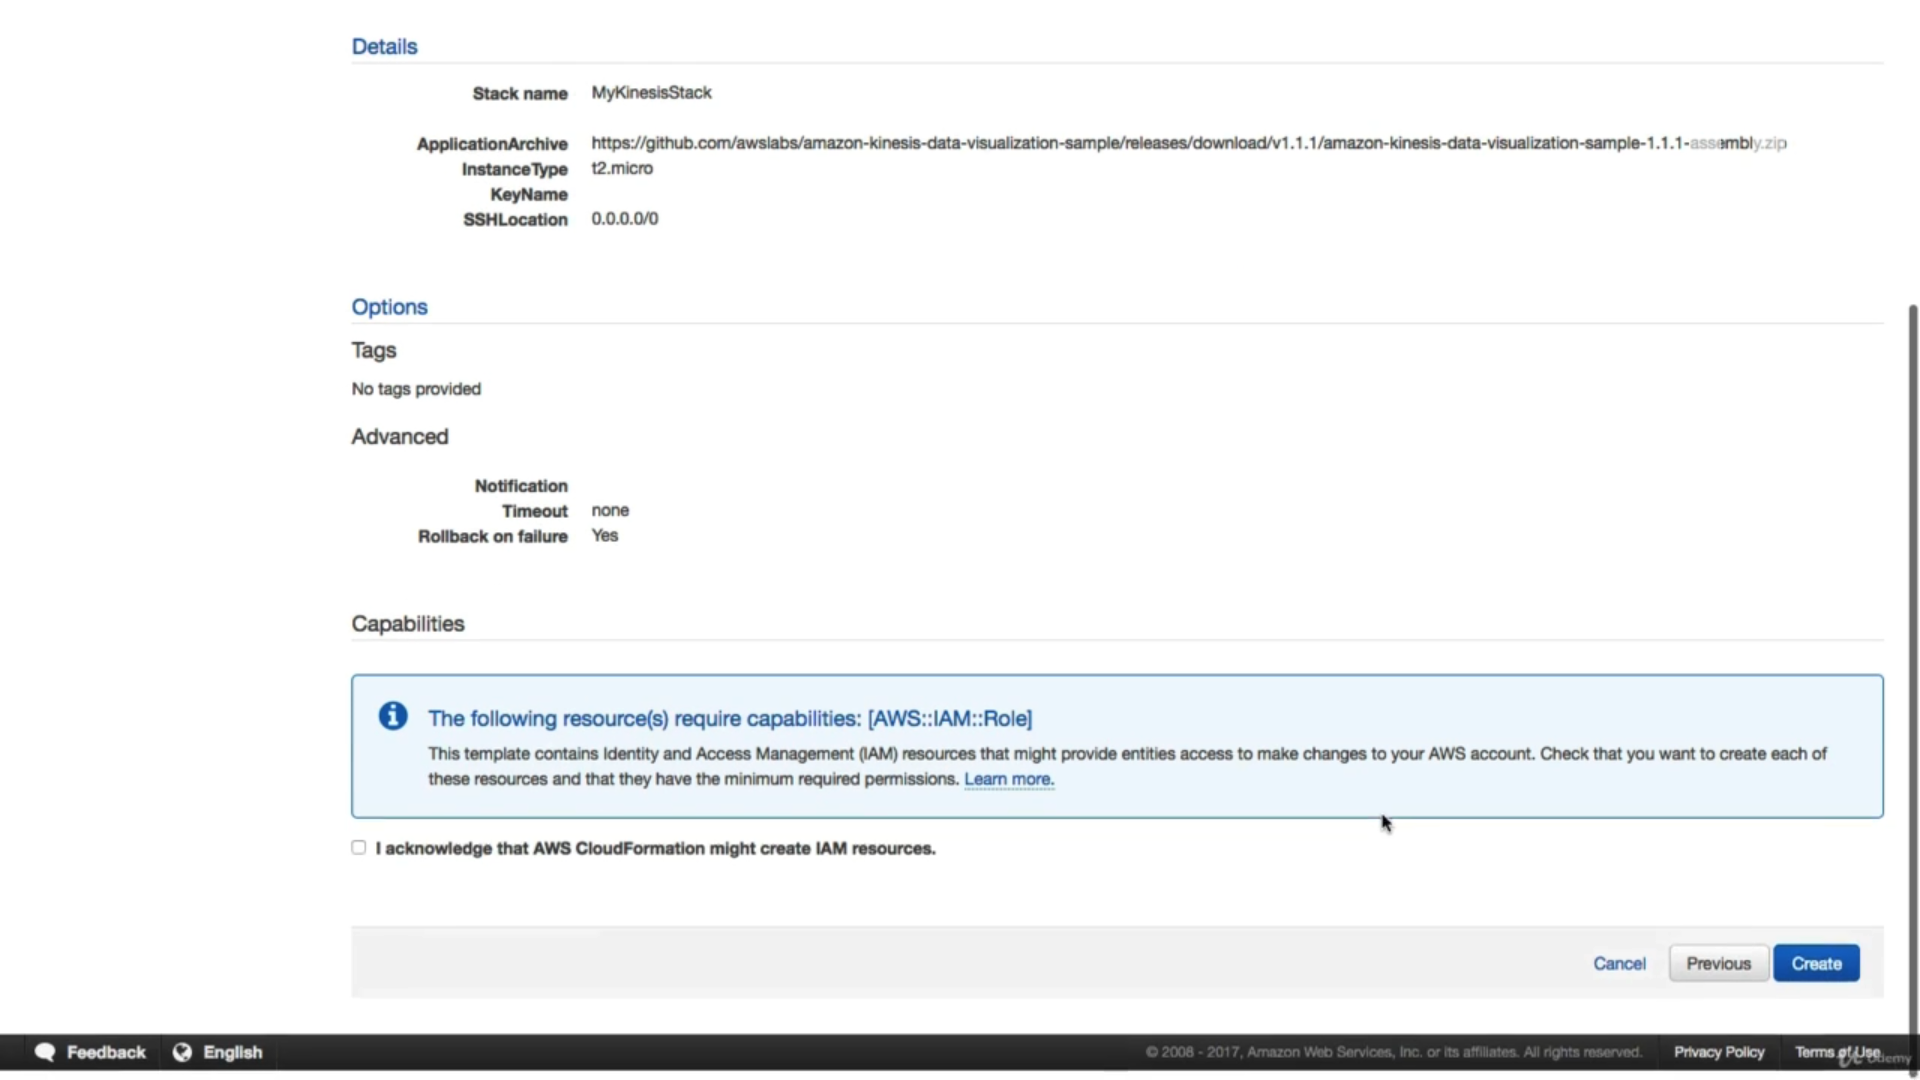 Details
Stack name MyKinesisStack
ApplicationArchive https://github.com/awslabs/amazon-kinesis-data-visualization-sample/releases/download/v1.1.1/amazon-kinesis-data-visualization-sample-1.1.1-assembly.zip
InstanceType t2.micro
KeyName
SSHLocation 0.0.0.0/0
Options
Tags
No tags provided
Advanced
Notification
Timeout none
Rollback on failure Yes
Capabilities
The following resource(s) require capabilities: [AWS::IAM::Role]
This template contains Identity and Access Management (IAM) resources that might provide entities access to make changes to your AWS account. Check that you want to create each of
these resources and that they have the minimum required permissions. Learn more.
I acknowledge that AWS CloudFormation might create IAM resources.
Cancel Previous Create
Feedback English © 2008 - 2017, Amazon Web Services, Inc. or its affiliates. All rights reserved. Privacy Policy Terms of Use
Udemy